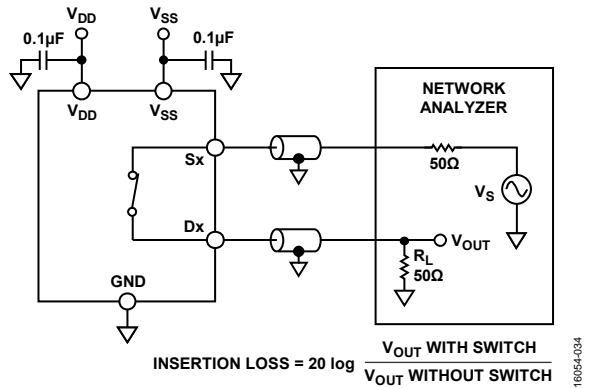 VDD
VSS
0.1µF
0.1µF
VDD
VSS
NETWORK
ANALYZER
Sx
50Ω
VS
Dx
VOUT
RL
50Ω
GND
INSERTION LOSS = 20 log
VOUT WITH SWITCH
VOUT WITHOUT SWITCH
16054-034